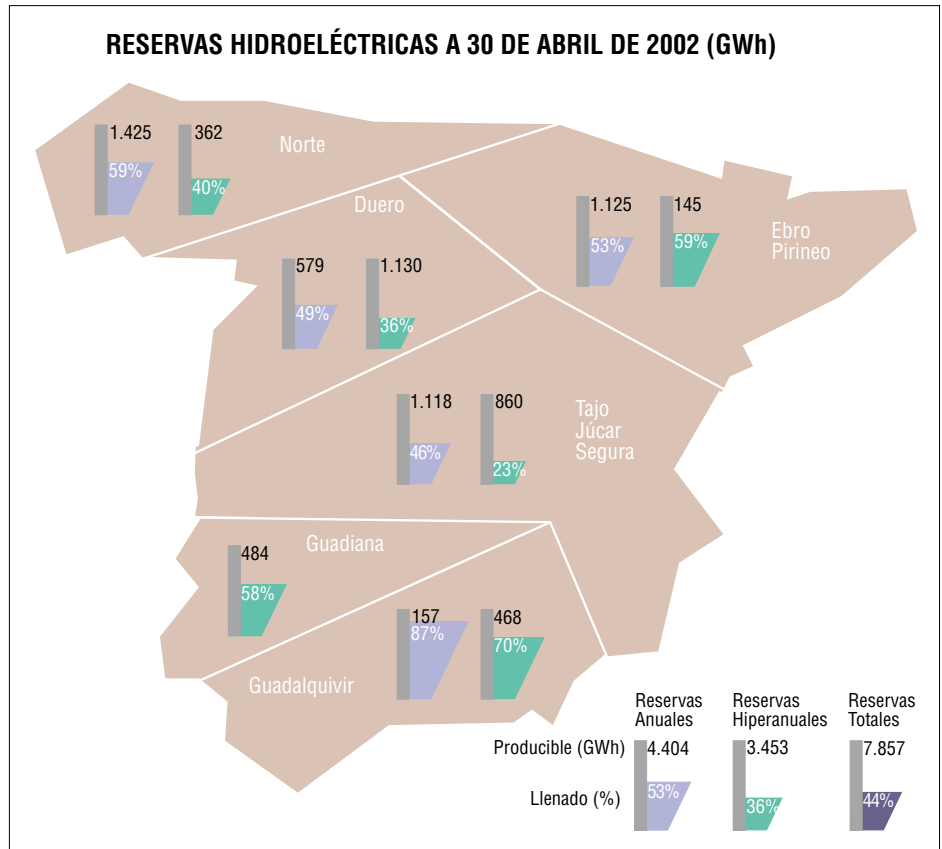 RESERVAS HIDROELÉCTRICAS A 30 DE ABRIL DE 2002 (GWh)
Norte
1.425
59%
362
40%
Duero
579
49%
1.130
36%
Ebro
Pirineo
1.125
53%
145
59%
Tajo
Júcar
Segura
1.118
46%
860
23%
Guadiana
484
58%
Guadalquivir
157
87%
468
70%
Reservas
Anuales
Reservas
Hiperanuales
Reservas
Totales
Producible (GWh)
4.404
3.453
7.857
Llenado (%)
53%
36%
44%